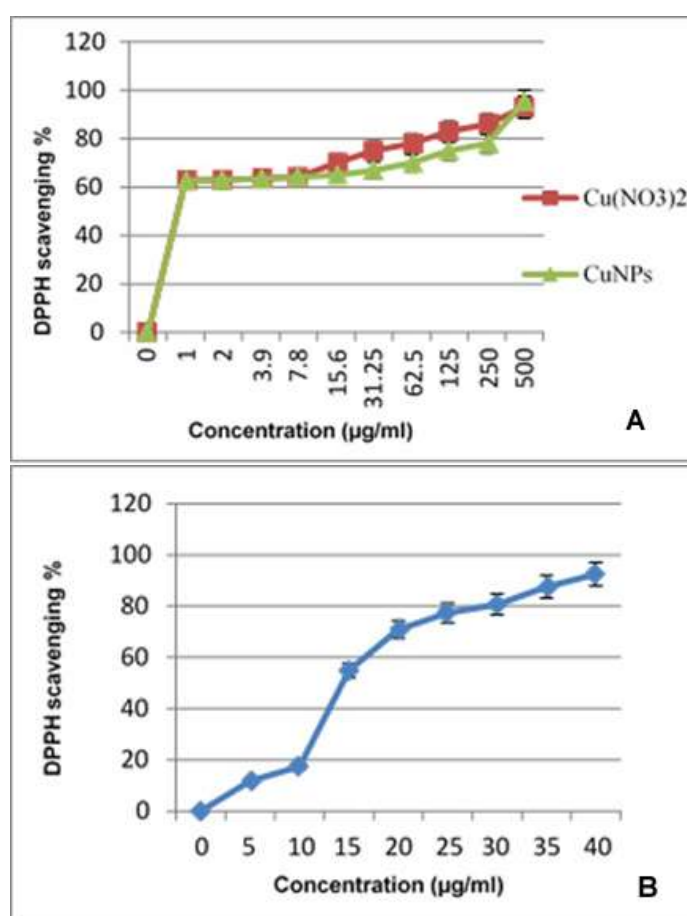 120
100
80
60
40
20
0
DPPH scavenging %
Cu(NO3)2
CuNPs
0 1 2 3.9 7.8 15.6 31.25 62.5 125 250 500
Concentration (µg/ml)
A
120
100
80
60
40
20
0
DPPH scavenging %
0 5 10 15 20 25 30 35 40
Concentration (µg/ml)
B